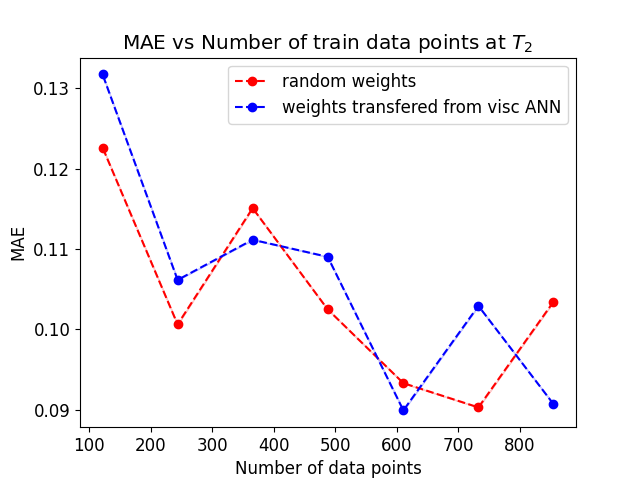 MAE vs Number of train data points at T₂
random weights
weights transfered from visc ANN
MAE
0.13
0.12
0.11
0.10
0.09
100 200 300 400 500 600 700 800
Number of data points